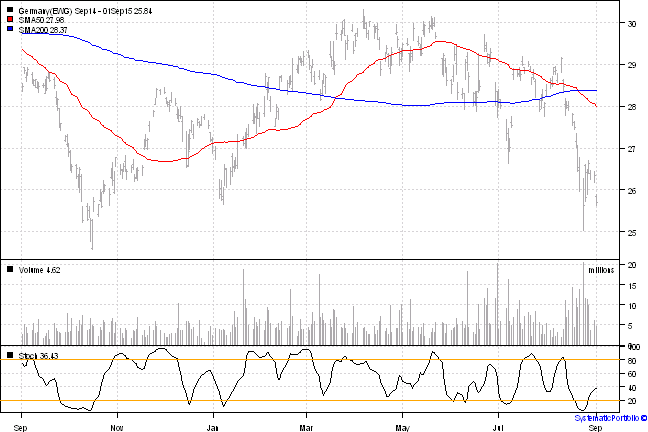 Germany(EWG) Sep14 - 01Sep15 25.84
SMA50 27.98
SMA200 28.37
30
29
28
27
26
25
Volume 4.62
millions
20
15
10
5
0
Stoch 36.43
100
80
60
40
20
SystematicPortfolio ©
Sep
Nov
Jan
Mar
May
Jul
Sep